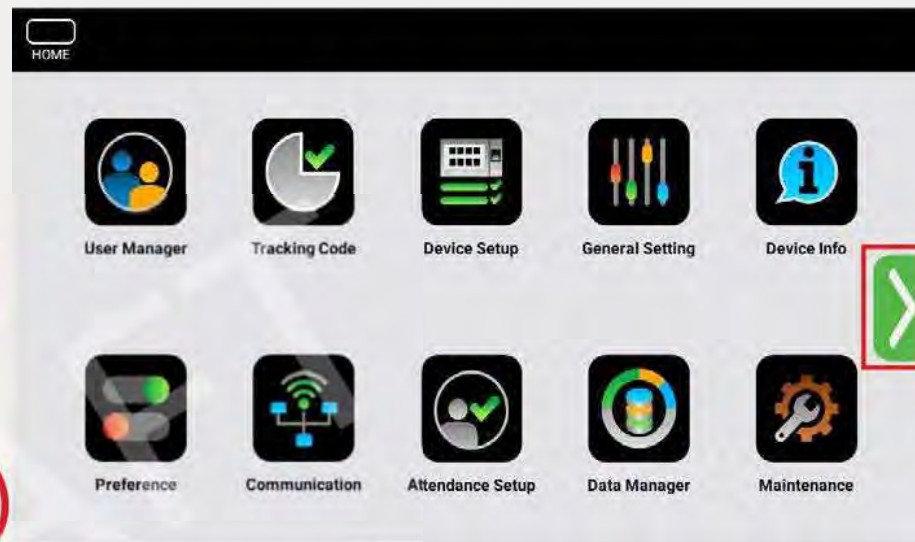 HOME
User Manager Tracking Code Device Setup General Setting Device Info
Preference Communication Attendance Setup Data Manager Maintenance